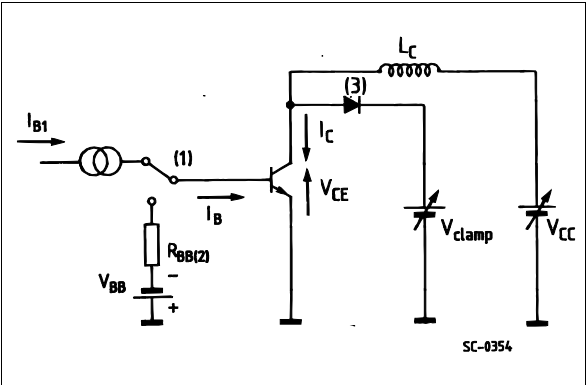 L_C
(3)
I_B1
(1)
I_C
V_CE
I_B
R_BB(2)
V_clamp
V_CC
V_BB
−
+
SC-0354